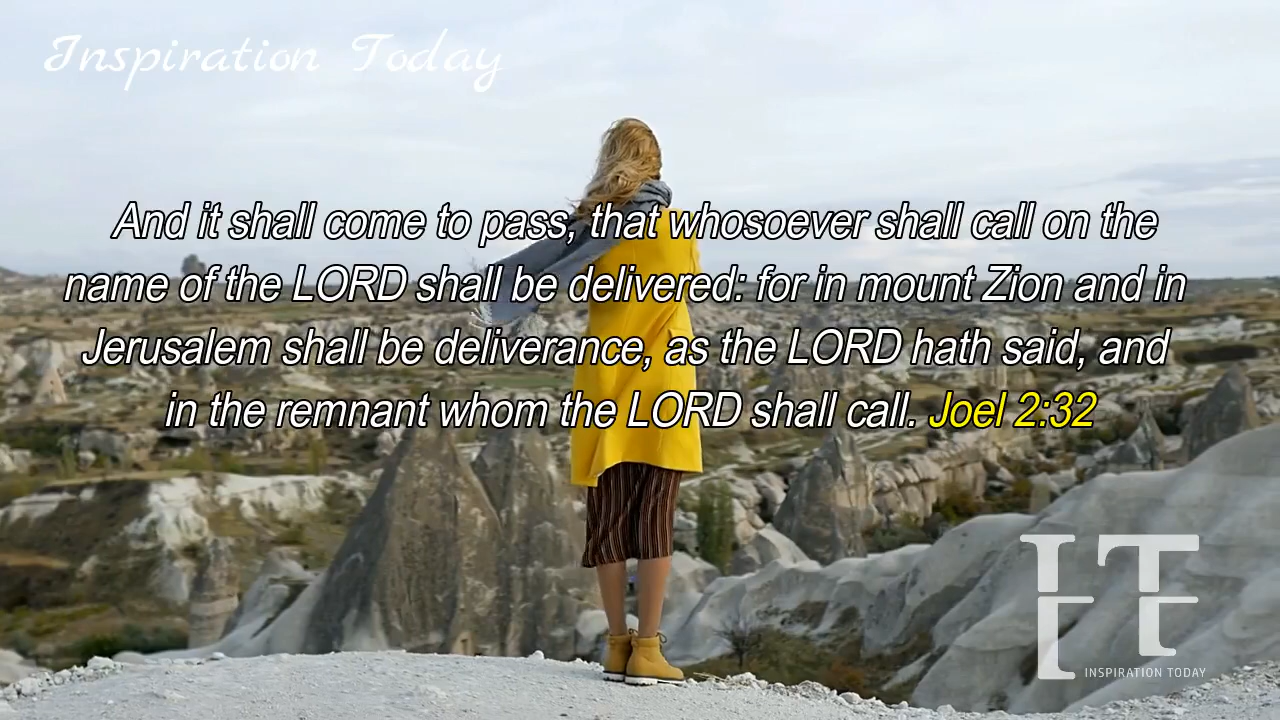 Inspiration Today
And it shall come to pass, that whosoever shall call on the
name of the LORD shall be delivered: for in mount Zion and in
Jerusalem shall be deliverance, as the LORD hath said, and
in the remnant whom the LORD shall call. Joel 2:32
IT
INSPIRATION TODAY